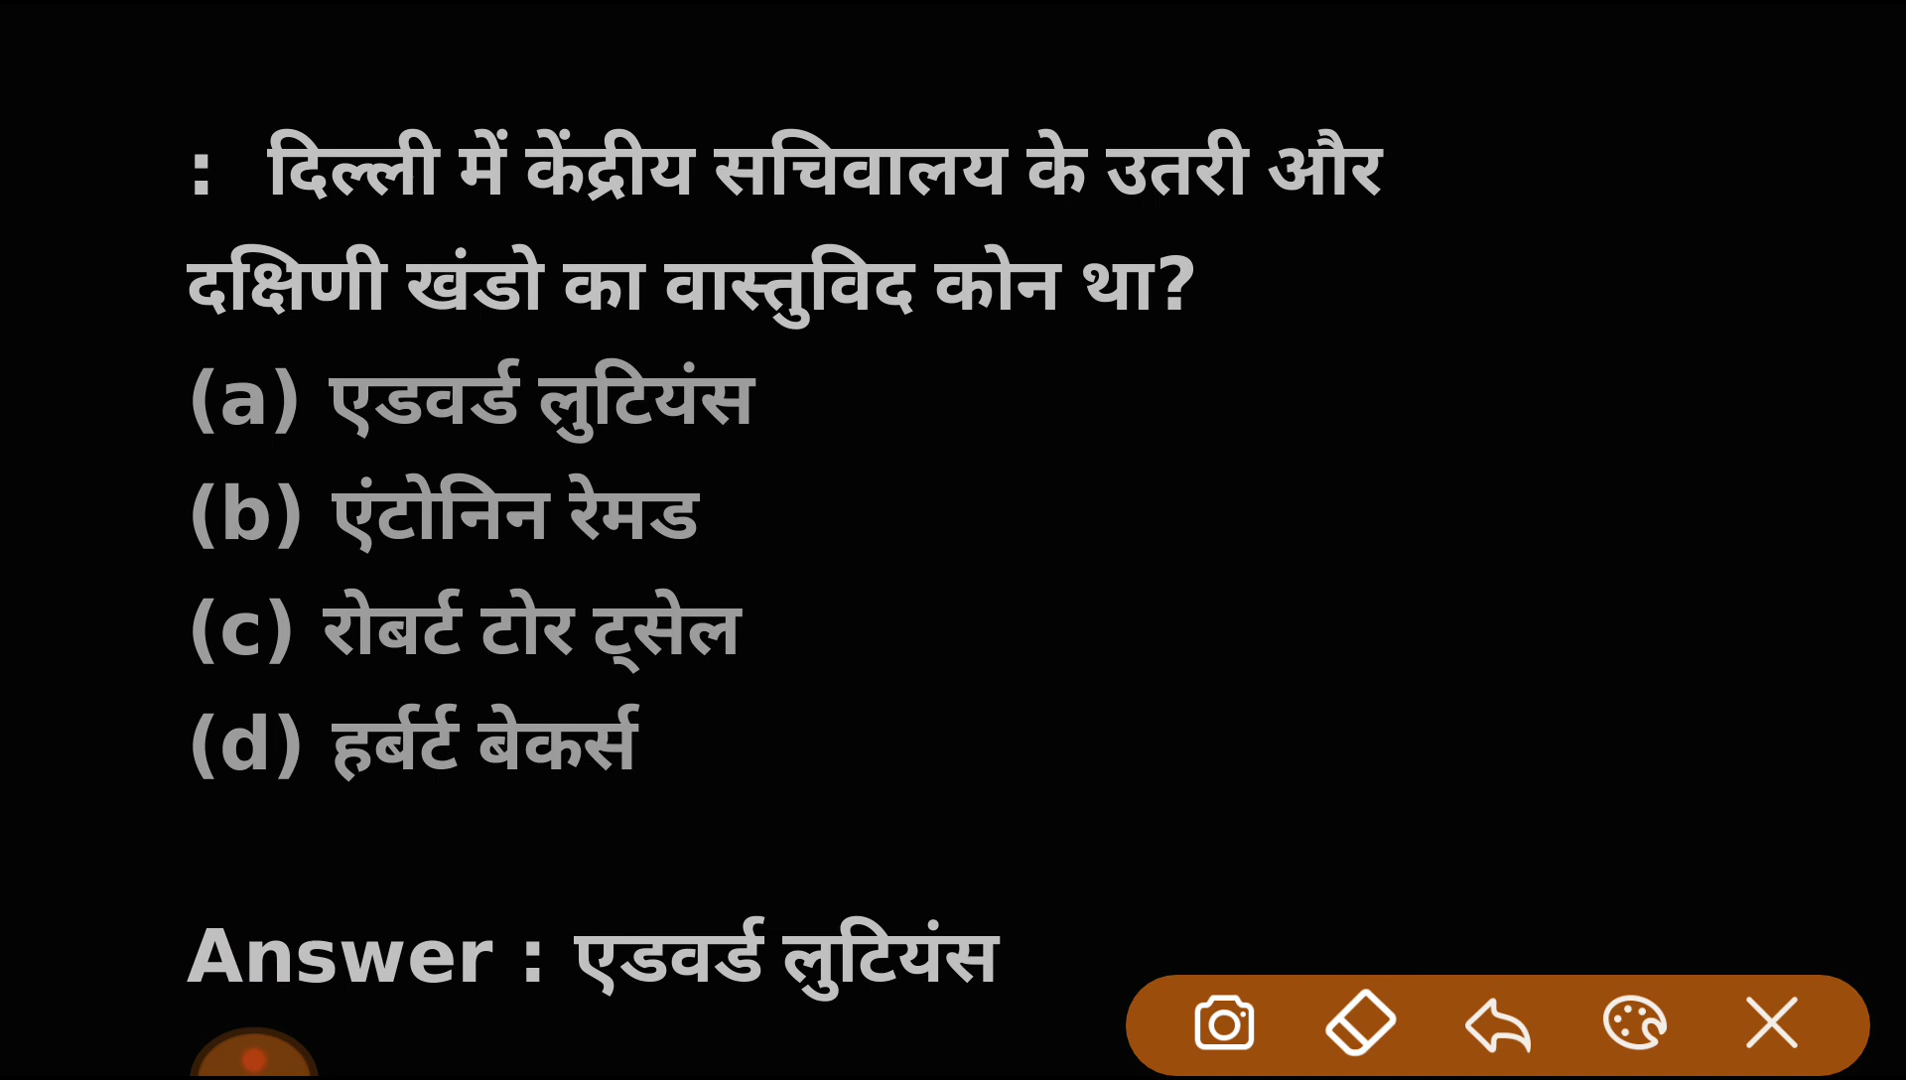 : दिल्ली में केंद्रीय सचिवालय के उतरी और
दक्षिणी खंडो का वास्तुविद कोन था?
(a) एडवर्ड लुटियंस
(b) एंटोनिन रेमड
(c) रोबर्ट टोर ट्सेल
(d) हर्बर्ट बेकर्स
Answer : एडवर्ड लुटियंस